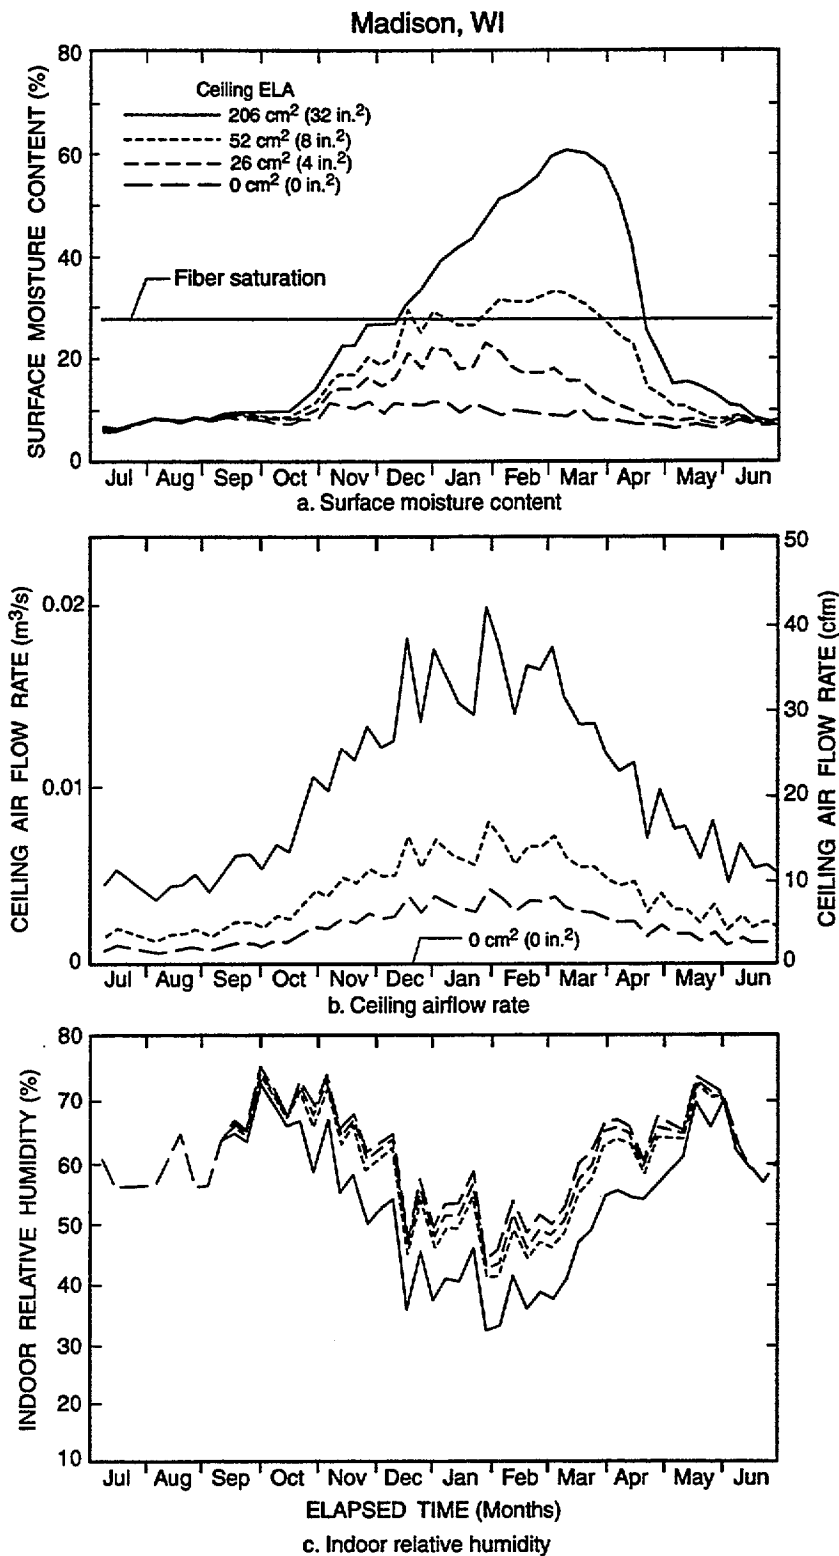 Madison, WI
SURFACE MOISTURE CONTENT (%)
80
60
40
20
0
Ceiling ELA
206 cm² (32 in.²)
52 cm² (8 in.²)
26 cm² (4 in.²)
0 cm² (0 in.²)
Fiber saturation
Jul Aug Sep Oct Nov Dec Jan Feb Mar Apr May Jun
a. Surface moisture content
CEILING AIR FLOW RATE (m³/s)
0.02
0.01
0
50
40
30
20
10
0
CEILING AIR FLOW RATE (cfm)
0 cm² (0 in.²)
Jul Aug Sep Oct Nov Dec Jan Feb Mar Apr May Jun
b. Ceiling airflow rate
INDOOR RELATIVE HUMIDITY (%)
80
70
60
50
40
30
20
10
Jul Aug Sep Oct Nov Dec Jan Feb Mar Apr May Jun
ELAPSED TIME (Months)
c. Indoor relative humidity